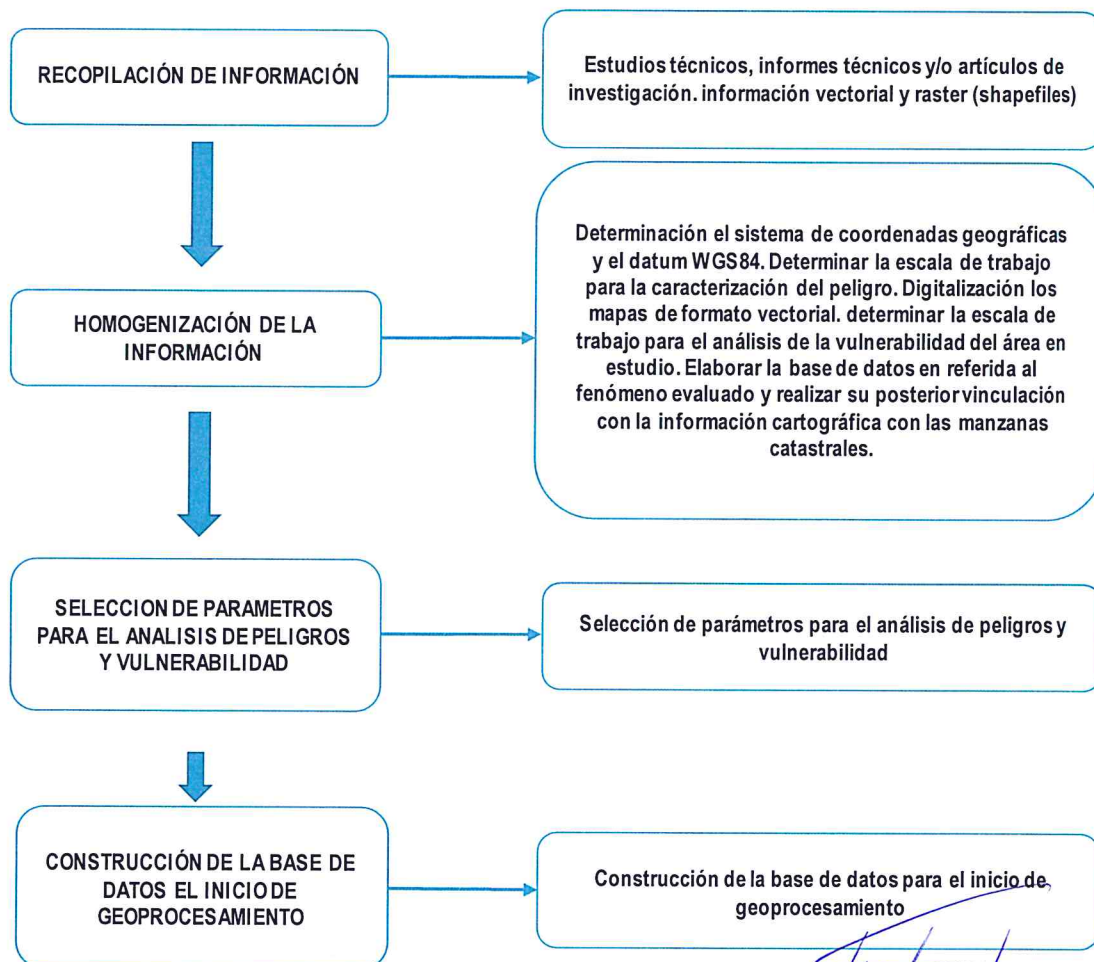 RECOPILACIÓN DE INFORMACIÓN
Estudios técnicos, informes técnicos y/o artículos de
investigación. información vectorial y raster (shapefiles)
HOMOGENIZACIÓN DE LA
INFORMACIÓN
Determinación el sistema de coordenadas geográficas
y el datum WGS84. Determinar la escala de trabajo
para la caracterización del peligro. Digitalización los
mapas de formato vectorial. determinar la escala de
trabajo para el análisis de la vulnerabilidad del área en
estudio. Elaborar la base de datos en referida al
fenómeno evaluado y realizar su posterior vinculación
con la información cartográfica con las manzanas
catastrales.
SELECCION DE PARAMETROS
PARA EL ANALISIS DE PELIGROS
Y VULNERABILIDAD
Selección de parámetros para el análisis de peligros y
vulnerabilidad
CONSTRUCCIÓN DE LA BASE DE
DATOS EL INICIO DE
GEOPROCESAMIENTO
Construcción de la base de datos para el inicio de
geoprocesamiento